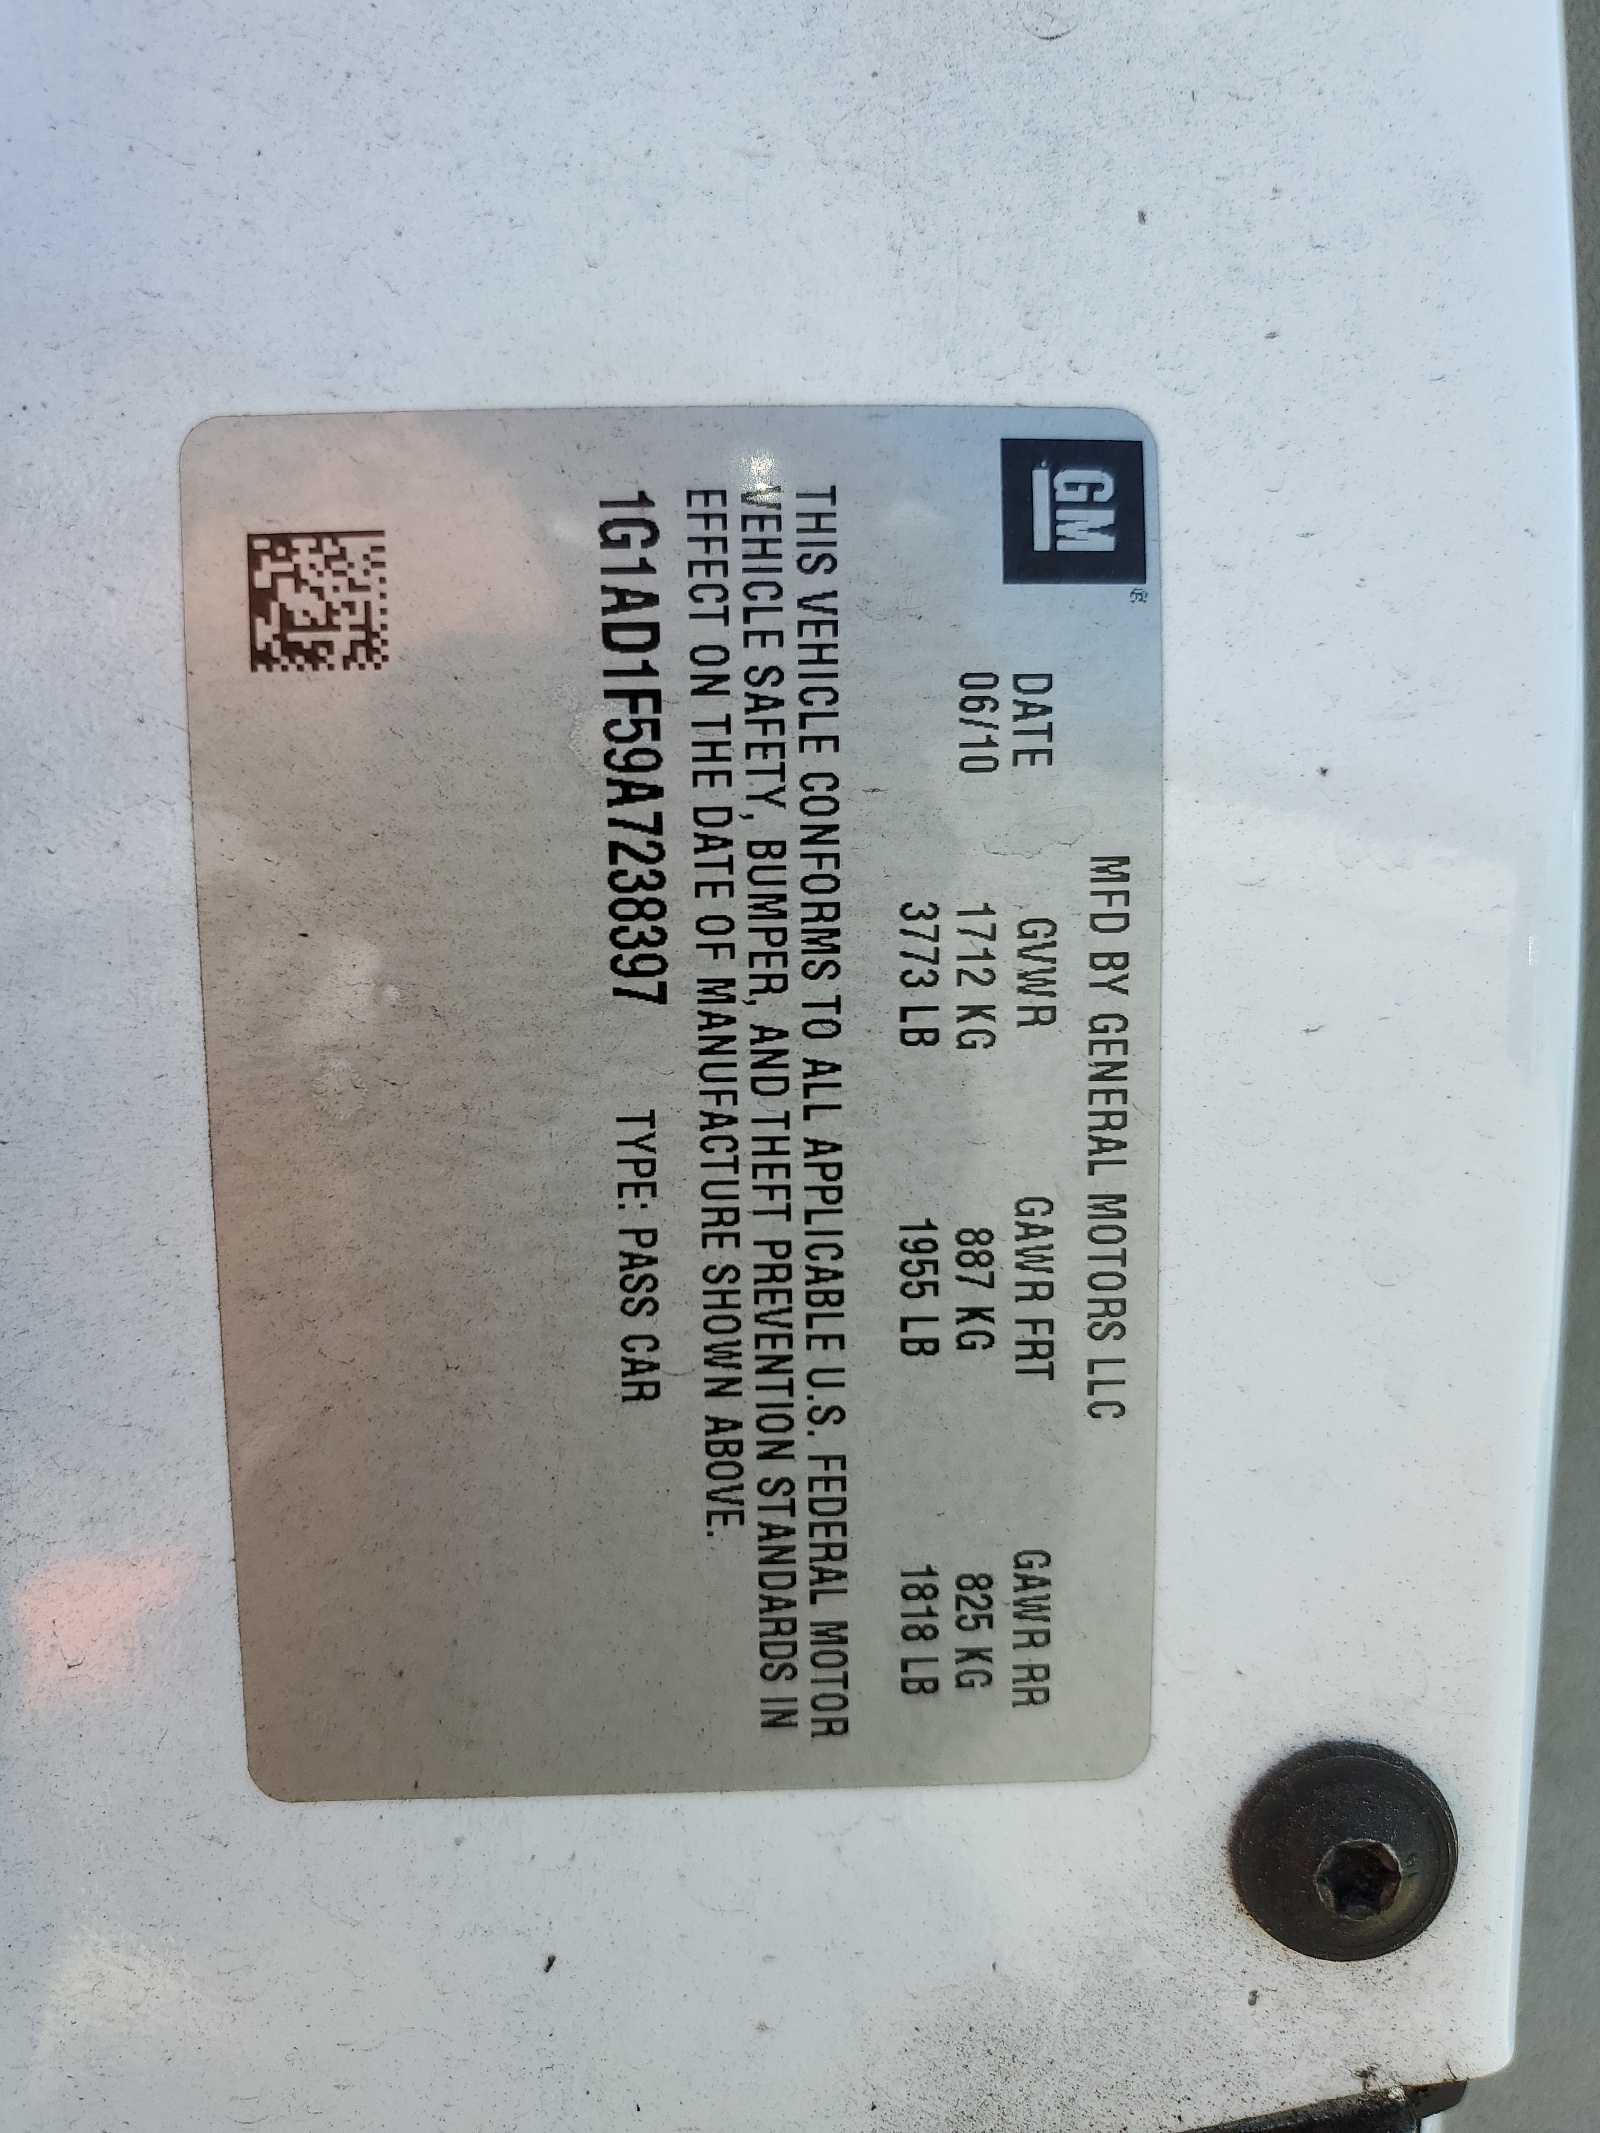 GM
MFD BY GENERAL MOTORS LLC
DATE GVWR GAWR FRT GAWR RR
06/10 1712 KG 887 KG 825 KG
3773 LB 1955 LB 1818 LB
THIS VEHICLE CONFORMS TO ALL APPLICABLE U.S. FEDERAL MOTOR
VEHICLE SAFETY, BUMPER, AND THEFT PREVENTION STANDARDS IN
EFFECT ON THE DATE OF MANUFACTURE SHOWN ABOVE.
1G1AD1F59A7238397 TYPE: PASS CAR